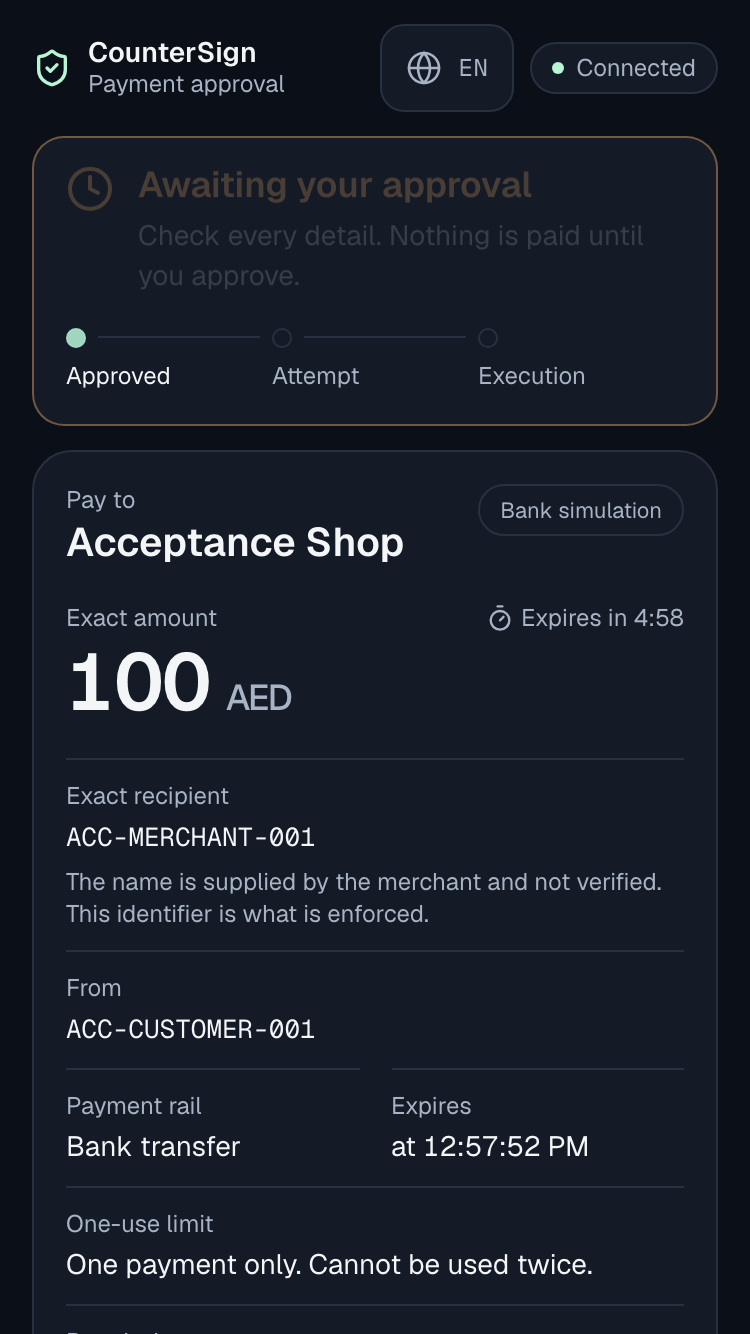 CounterSign
Payment approval
EN
Connected
Awaiting your approval
Check every detail. Nothing is paid until
you approve.
Approved
Attempt
Execution
Pay to
Bank simulation
Acceptance Shop
Exact amount
Expires in 4:58
100 AED
Exact recipient
ACC-MERCHANT-001
The name is supplied by the merchant and not verified.
This identifier is what is enforced.
From
ACC-CUSTOMER-001
Payment rail
Expires
Bank transfer
at 12:57:52 PM
One-use limit
One payment only. Cannot be used twice.